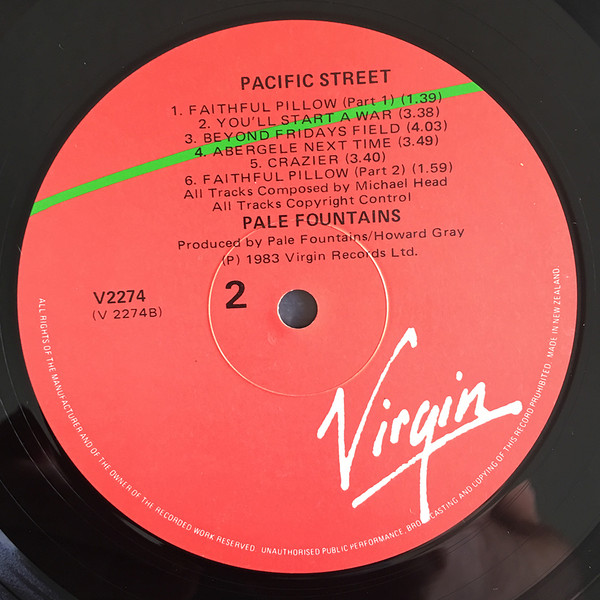 PACIFIC STREET
1. FAITHFUL PILLOW (Part 1) (1.39)
2. YOU'LL START A WAR (3.38)
3. BEYOND FRIDAYS FIELD (4.03)
4. ABERGELE NEXT TIME (3.49)
5. CRAZIER (3.40)
6. FAITHFUL PILLOW (Part 2) (1.59)
All Tracks Composed by Michael Head
All Tracks Copyright Control
PALE FOUNTAINS
Produced by Pale Fountains/Howard Gray
(P) 1983 Virgin Records Ltd.
V2274
(V 2274B)
2
Virgin
ALL RIGHTS OF THE MANUFACTURER AND OF THE OWNER OF THE RECORDED WORK RESERVED. UNAUTHORISED PUBLIC PERFORMANCE, BROADCASTING AND COPYING OF THIS RECORD PROHIBITED. MADE IN NEW ZEALAND